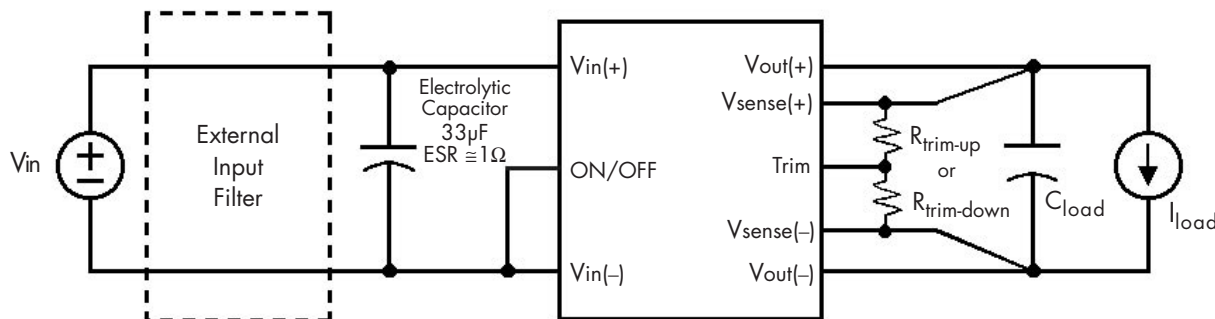 Vin
External
Input
Filter
Electrolytic
Capacitor
33µF
ESR ≅1Ω
Vin(+)
ON/OFF
Vin(–)
Vout(+)
Vsense(+)
Trim
Vsense(–)
Vout(–)
Rtrim-up
or
Rtrim-down
Cload
Iload